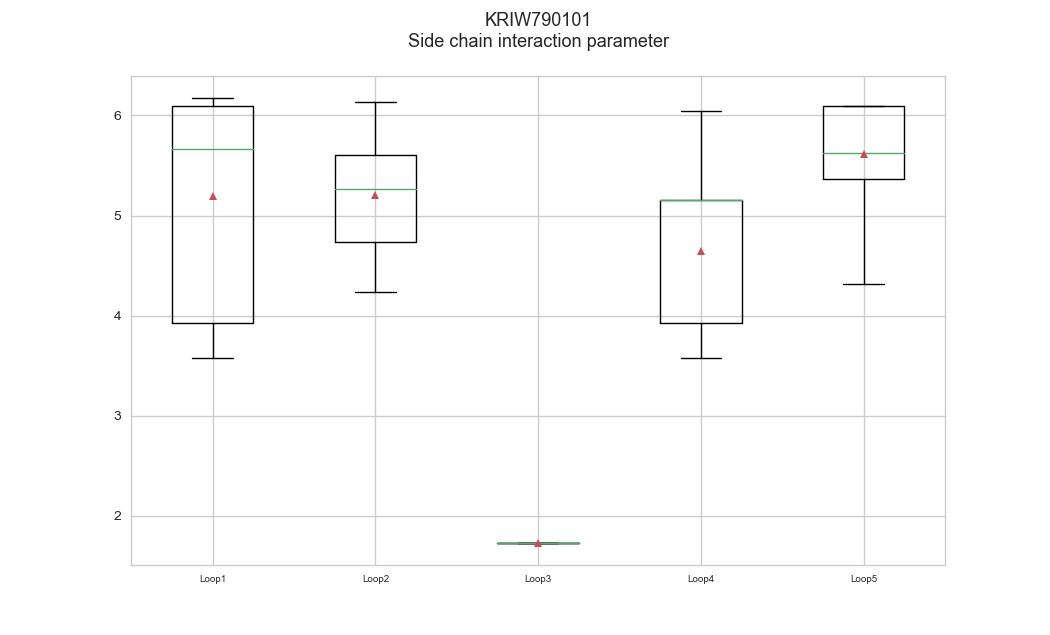 KRIW790101
Side chain interaction parameter
6
5
4
3
2
Loop1
Loop2
Loop3
Loop4
Loop5